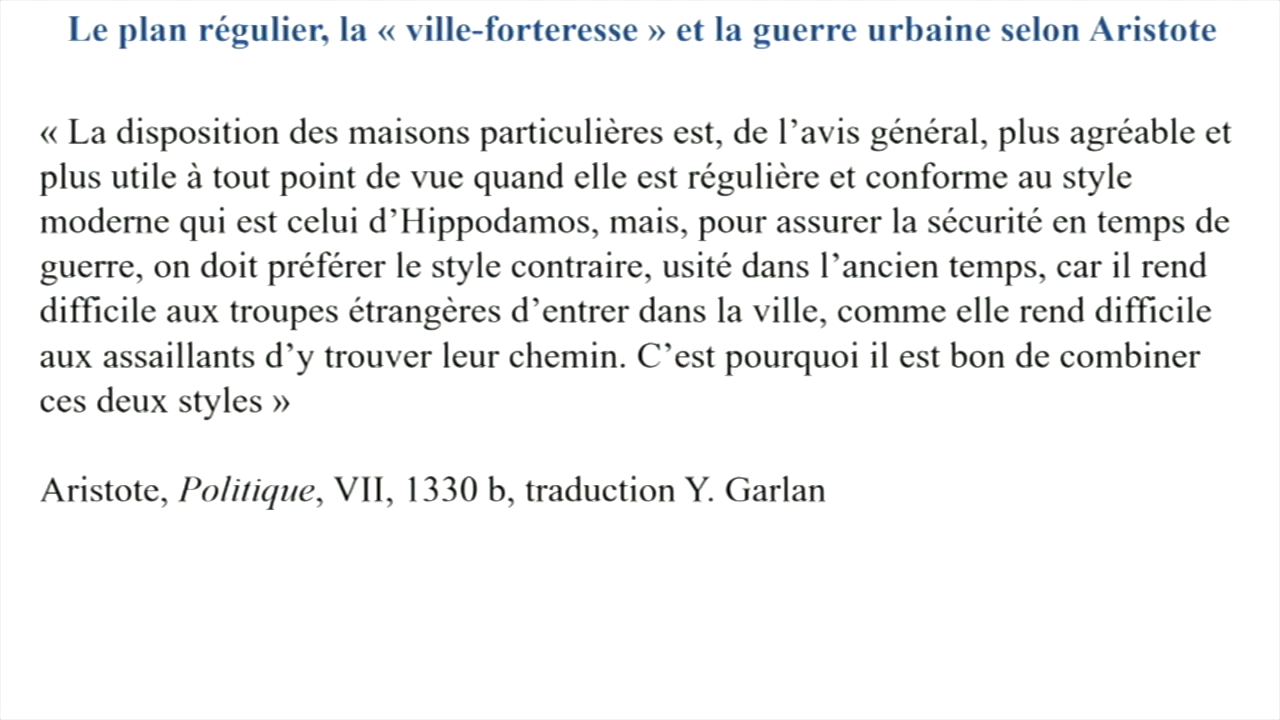 Le plan régulier, la « ville-forteresse » et la guerre urbaine selon Aristote
« La disposition des maisons particulières est, de l’avis général, plus agréable et
plus utile à tout point de vue quand elle est régulière et conforme au style
moderne qui est celui d’Hippodamos, mais, pour assurer la sécurité en temps de
guerre, on doit préférer le style contraire, usité dans l’ancien temps, car il rend
difficile aux troupes étrangères d’entrer dans la ville, comme elle rend difficile
aux assaillants d’y trouver leur chemin. C’est pourquoi il est bon de combiner
ces deux styles »
Aristote, Politique, VII, 1330 b, traduction Y. Garlan